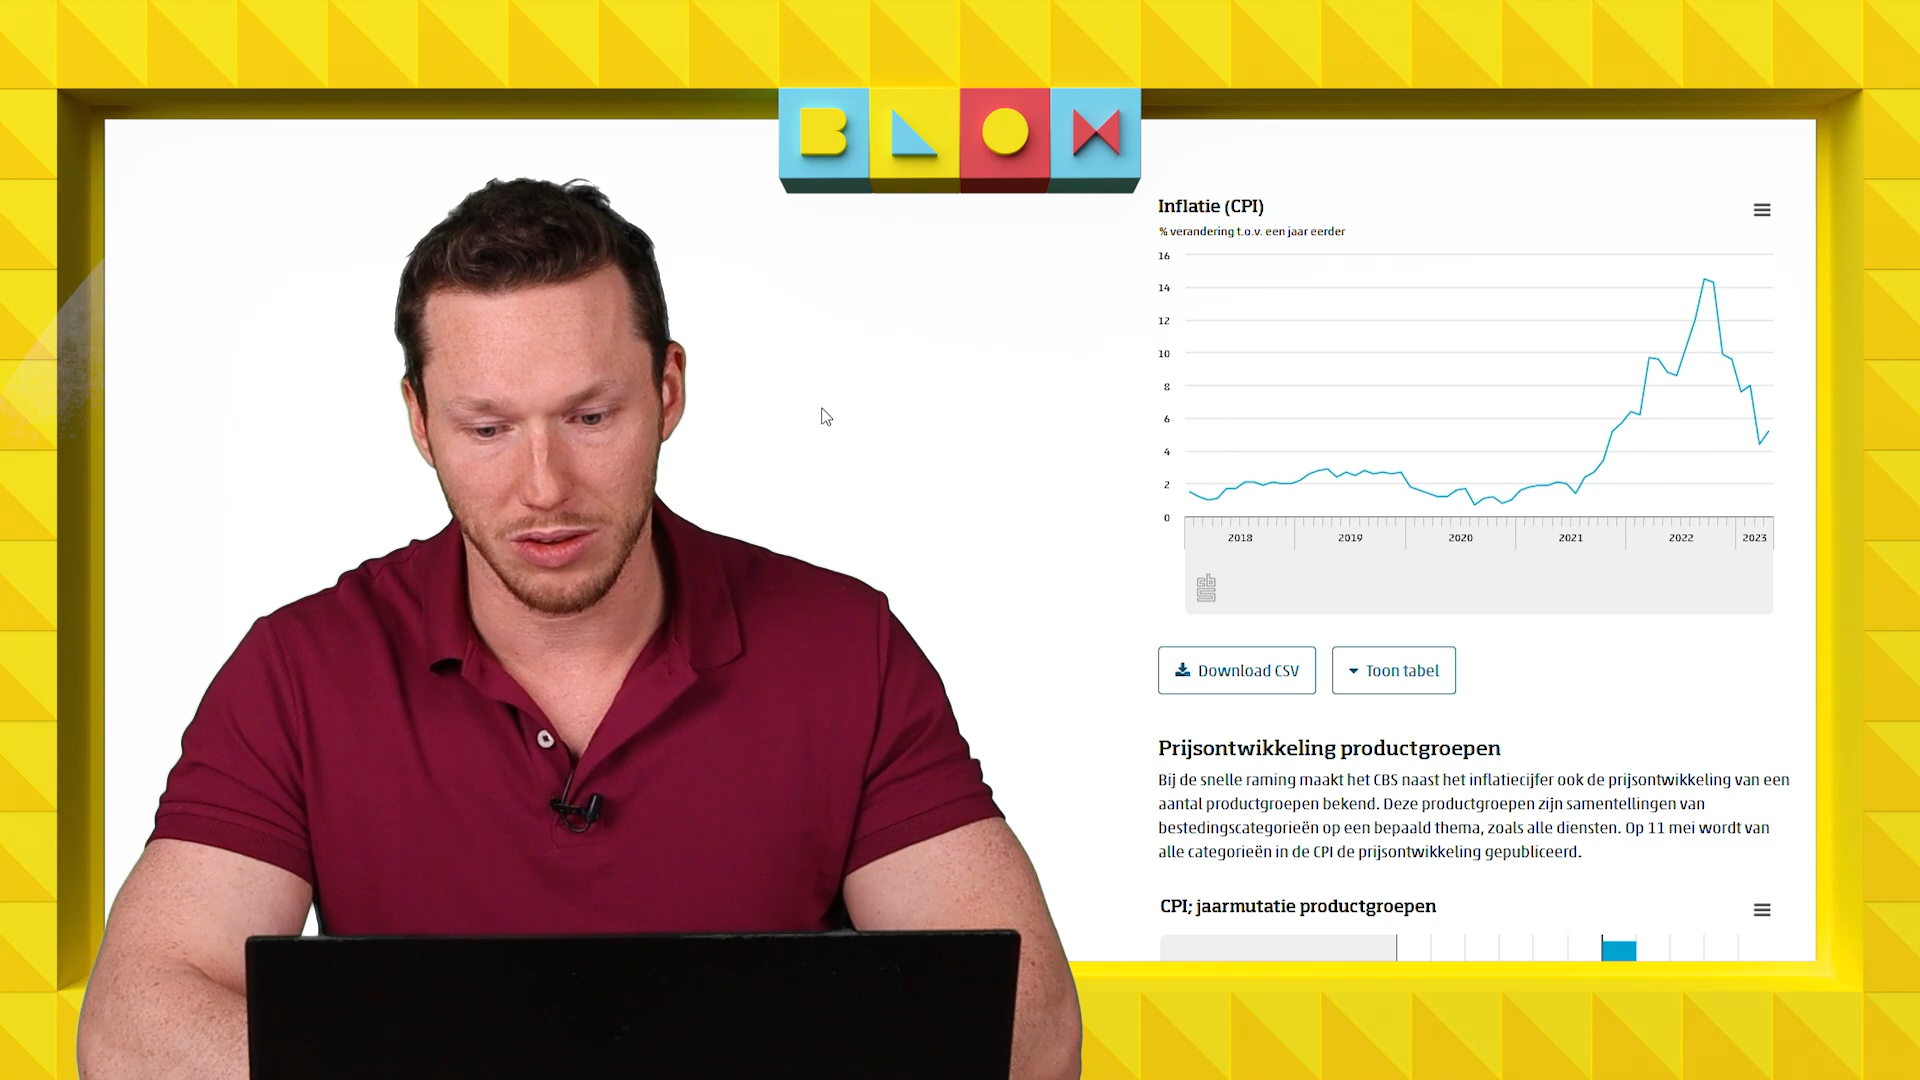 BLOW
Inflatie (CPI)
% verandering t.o.v. een jaar eerder
16
14
12
10
8
6
4
2
0
2018
2019
2020
2021
2022
2023
cbs
Download CSV
Toon tabel
Prijsontwikkeling productgroepen
Bij de snelle raming maakt het CBS naast het inflatiecijfer ook de prijsontwikkeling van een
aantal productgroepen bekend. Deze productgroepen zijn samentellingen van
bestedingscategorieën op een bepaald thema, zoals alle diensten. Op 11 mei wordt van
alle categorieën in de CPI de prijsontwikkeling gepubliceerd.
CPI; jaarmutatie productgroepen